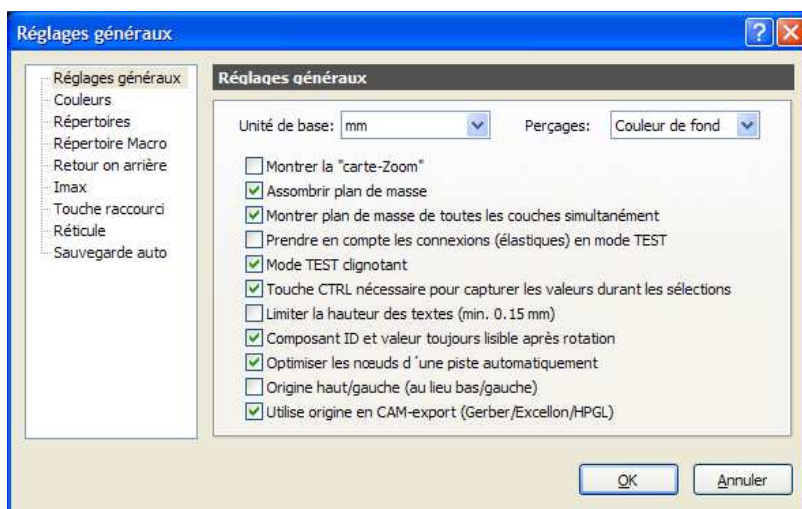 Réglages généraux
Réglages généraux
Couleurs
Répertoires
Répertoire Macro
Retour on arrière
Imax
Touche raccourci
Réticule
Sauvegarde auto
Réglages généraux
Unité de base: mm Perçages: Couleur de fond
Montrer la "carte-Zoom"
Assombrir plan de masse
Montrer plan de masse de toutes les couches simultanément
Prendre en compte les connexions (élastiques) en mode TEST
Mode TEST clignotant
Touche CTRL nécessaire pour capturer les valeurs durant les sélections
Limiter la hauteur des textes (min. 0.15 mm)
Composant ID et valeur toujours lisible après rotation
Optimiser les nœuds d´une piste automatiquement
Origine haut/gauche (au lieu bas/gauche)
Utilise origine en CAM-export (Gerber/Excellon/HPGL)
OK Annuler